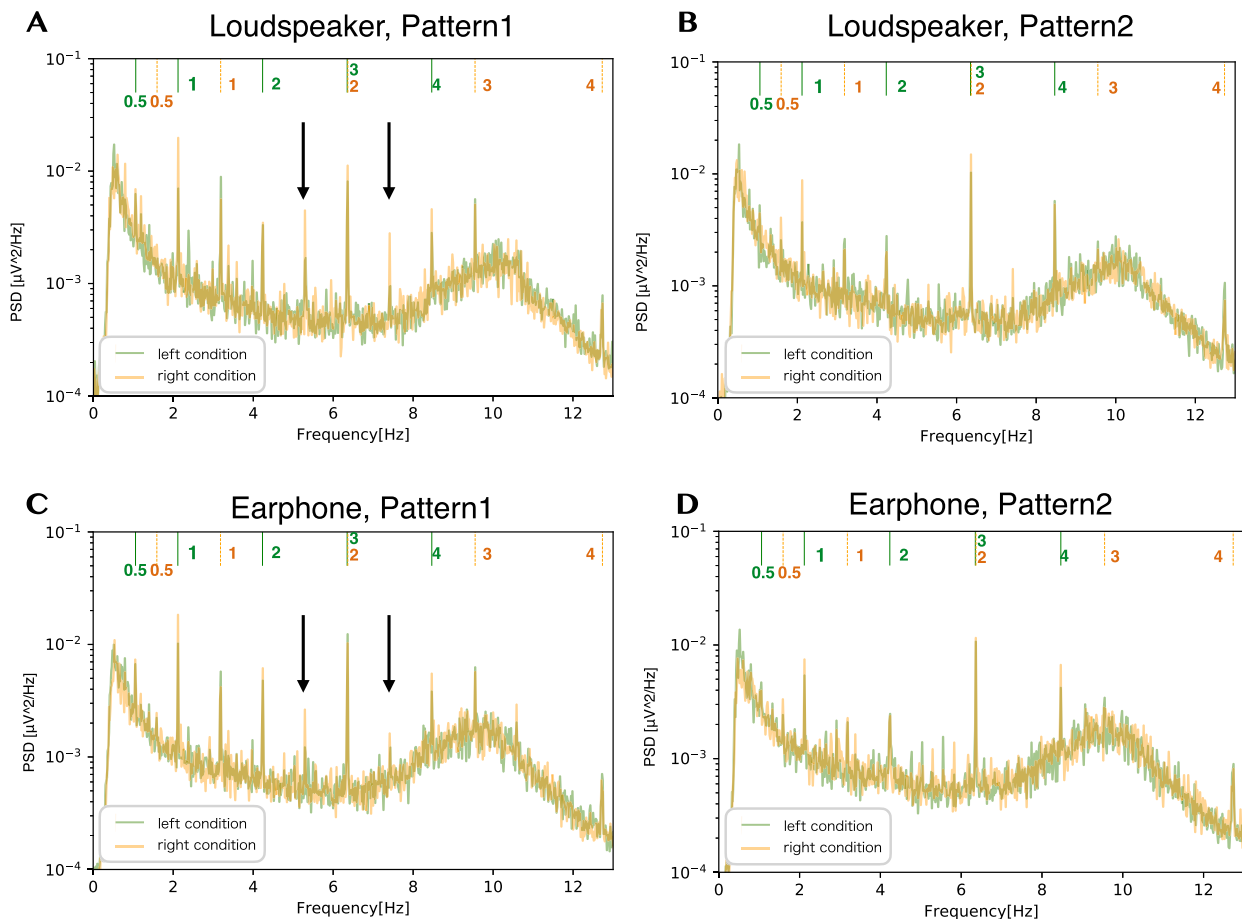 A
Loudspeaker, Pattern1
10⁻¹
10⁻²
10⁻³
10⁻⁴
PSD [μV^2/Hz]
0.5 0.5 1 1 2 3 2 4 3 4
left condition
right condition
0 2 4 6 8 10 12
Frequency[Hz]
B
Loudspeaker, Pattern2
10⁻¹
10⁻²
10⁻³
10⁻⁴
PSD [μV^2/Hz]
0.5 0.5 1 1 2 3 2 4 3 4
left condition
right condition
0 2 4 6 8 10 12
Frequency[Hz]
C
Earphone, Pattern1
10⁻¹
10⁻²
10⁻³
10⁻⁴
PSD [μV^2/Hz]
0.5 0.5 1 1 2 3 2 4 3 4
left condition
right condition
0 2 4 6 8 10 12
Frequency[Hz]
D
Earphone, Pattern2
10⁻¹
10⁻²
10⁻³
10⁻⁴
PSD [μV^2/Hz]
0.5 0.5 1 1 2 3 2 4 3 4
left condition
right condition
0 2 4 6 8 10 12
Frequency[Hz]